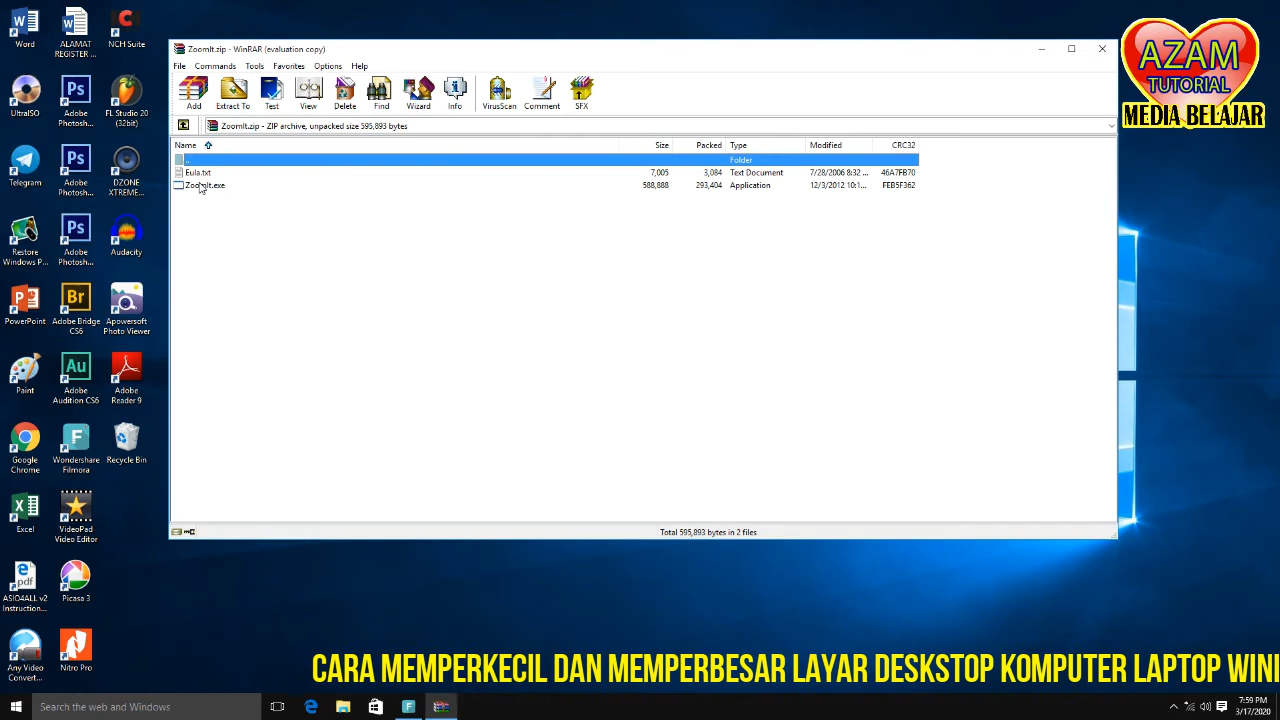 Word
ALAMAT REGISTER ...
NCH Suite
UltraISO
Adobe Photosh...
FL Studio 20 (32bit)
Telegram
Adobe Photosh...
DZONE XTREME...
Restore Windows P...
Adobe Photosh...
Audacity
PowerPoint
Adobe Bridge CS6
Apowersoft Photo Viewer
Paint
Adobe Audition CS6
Adobe Reader 9
Google Chrome
Wondershare Filmora
Recycle Bin
Excel
VideoPad Video Editor
ASIO4ALL v2 Instruction...
Picasa 3
Any Video Convert...
Nitro Pro
ZoomIt.zip - WinRAR (evaluation copy)
File Commands Tools Favorites Options Help
Add Extract To Test View Delete Find Wizard Info VirusScan Comment SFX
ZoomIt.zip - ZIP archive, unpacked size 595,893 bytes
Name Size Packed Type Modified CRC32
.. Folder
Eula.txt 7,005 3,084 Text Document 7/28/2006 8:32 ... 46A7FB70
ZoomIt.exe 588,888 293,404 Application 12/3/2012 10:1... FEB5F362
Total 595,893 bytes in 2 files
AZAM
TUTORIAL
MEDIA BELAJAR
CARA MEMPERKECIL DAN MEMPERBESAR LAYAR DESKSTOP KOMPUTER LAPTOP WIN
Search the web and Windows
7:59 PM
3/17/2020